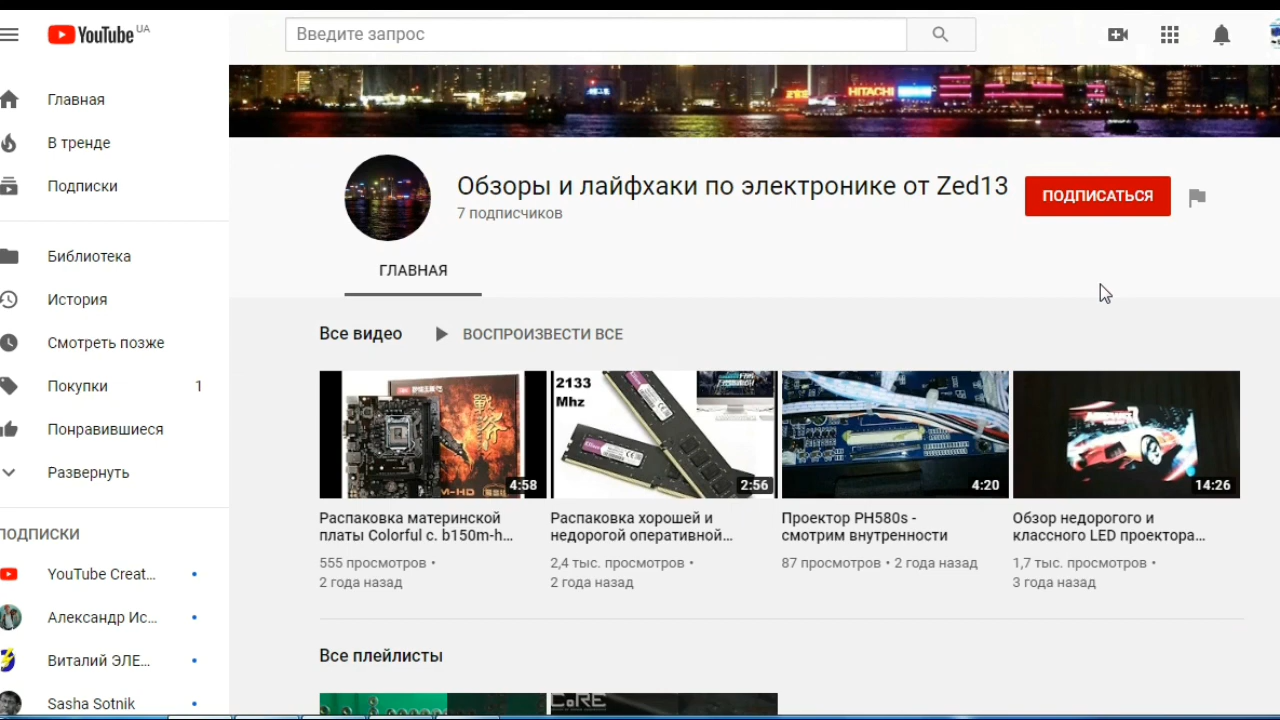 YouTube UA
Введите запрос
Главная
В тренде
Подписки
Библиотека
История
Смотреть позже
Покупки 1
Понравившиеся
Развернуть
ПОДПИСКИ
YouTube Creat...
Александр Ис...
Виталий ЭЛЕ...
Sasha Sotnik
HITACHI
Обзоры и лайфхаки по электронике от Zed13
7 подписчиков
ПОДПИСАТЬСЯ
ГЛАВНАЯ
Все видео
ВОСПРОИЗВЕСТИ ВСЕ
M-HD
4:58
Распаковка материнской
платы Colorful c. b150m-h...
555 просмотров •
2 года назад
2133
Mhz
2:56
Распаковка хорошей и
недорогой оперативной...
2,4 тыс. просмотров •
2 года назад
4:20
Проектор PH580s -
смотрим внутренности
87 просмотров • 2 года назад
14:26
Обзор недорогого и
классного LED проектора...
1,7 тыс. просмотров •
3 года назад
Все плейлисты
CoRE